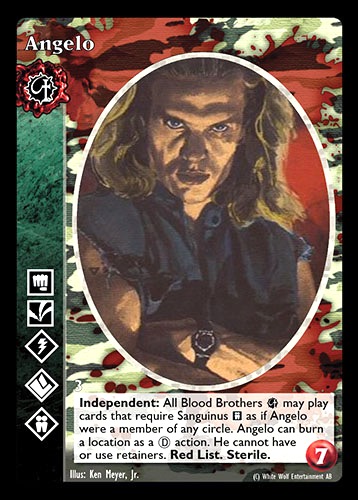 Angelo
3
Independent: All Blood Brothers may play
cards that require Sanguinus as if Angelo
were a member of any circle. Angelo can burn
a location as a D action. He cannot have
or use retainers. Red List. Sterile.
7
Illus: Ken Meyer, Jr.
(C) White Wolf Entertainment AB